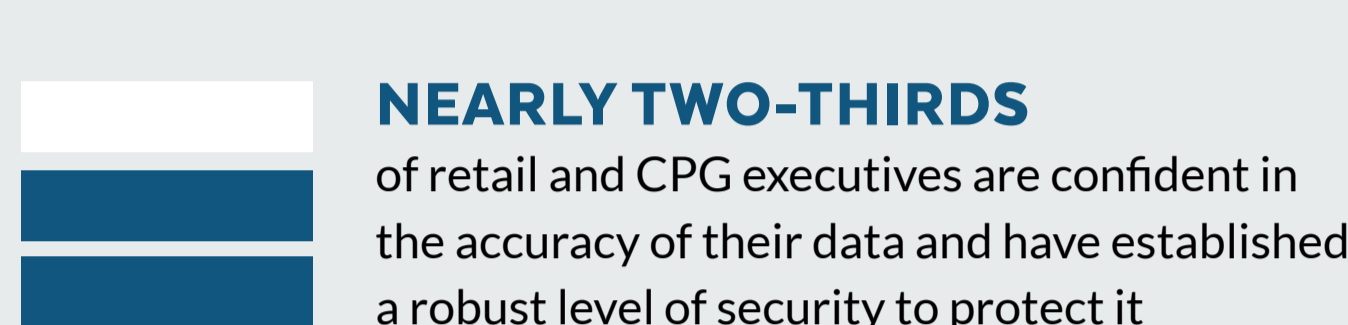 NEARLY TWO-THIRDS
of retail and CPG executives are confident in
the accuracy of their data and have established
a robust level of security to protect it